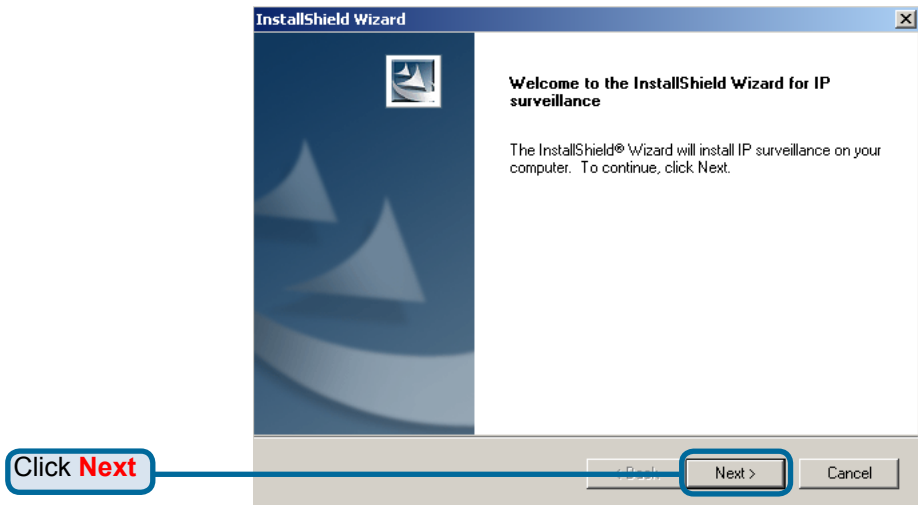 InstallShield Wizard
Welcome to the InstallShield Wizard for IP
surveillance
The InstallShield® Wizard will install IP surveillance on your
computer. To continue, click Next.
Click Next
< Back
Next >
Cancel